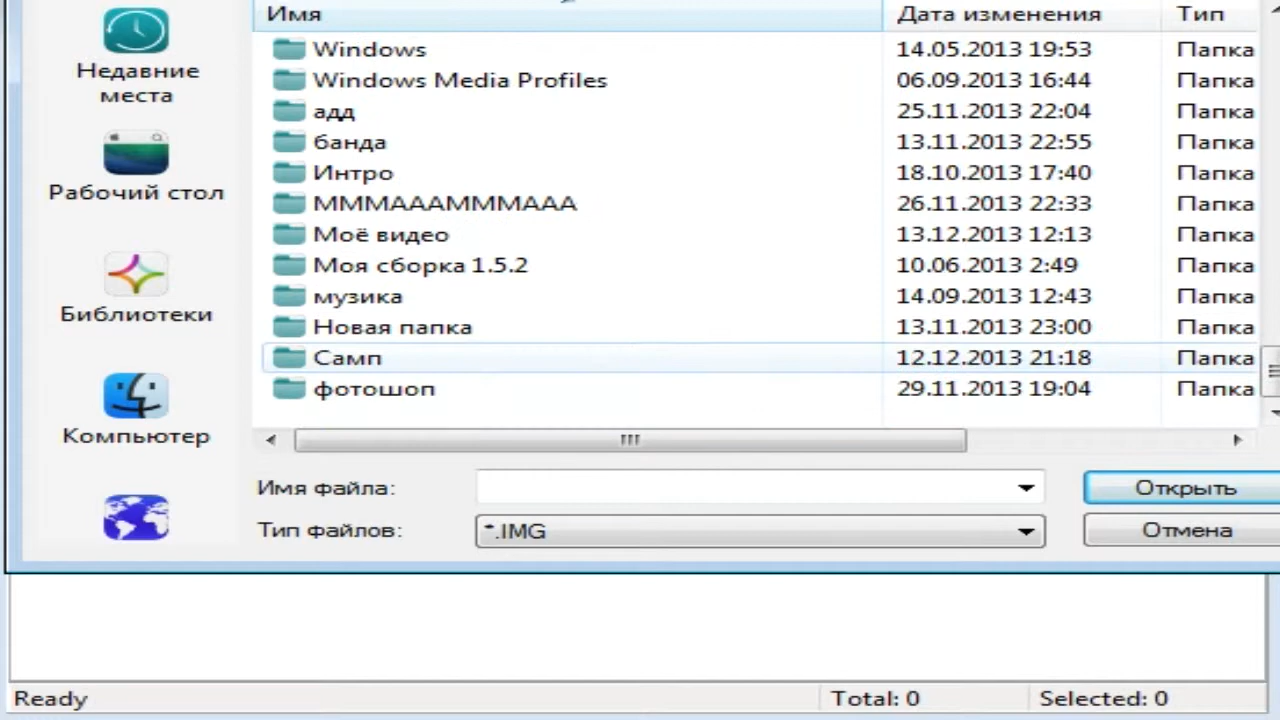 Имя Дата изменения Тип
Windows 14.05.2013 19:53 Папка
Windows Media Profiles 06.09.2013 16:44 Папка
адд 25.11.2013 22:04 Папка
банда 13.11.2013 22:55 Папка
Интро 18.10.2013 17:40 Папка
МММАААМММААА 26.11.2013 22:33 Папка
Моё видео 13.12.2013 12:13 Папка
Моя сборка 1.5.2 10.06.2013 2:49 Папка
музика 14.09.2013 12:43 Папка
Новая папка 13.11.2013 23:00 Папка
Самп 12.12.2013 21:18 Папка
фотошоп 29.11.2013 19:04 Папка
Недавние
места
Рабочий стол
Библиотеки
Компьютер
Имя файла: Открыть
Тип файлов: *.IMG Отмена
Ready Total: 0 Selected: 0